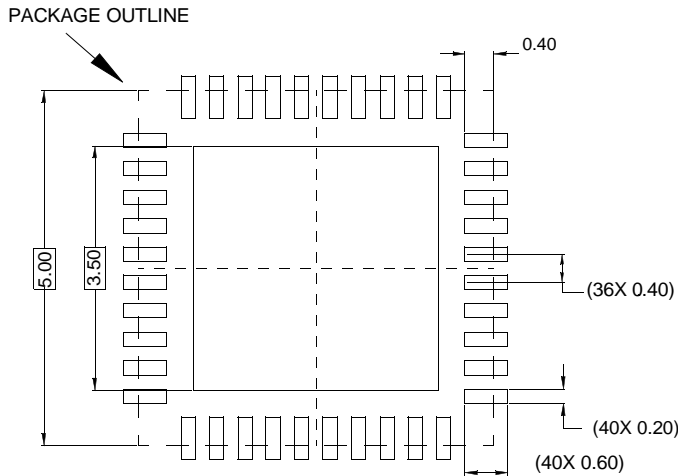 PACKAGE OUTLINE
0.40
5.00
3.50
(36X 0.40)
(40X 0.20)
(40X 0.60)